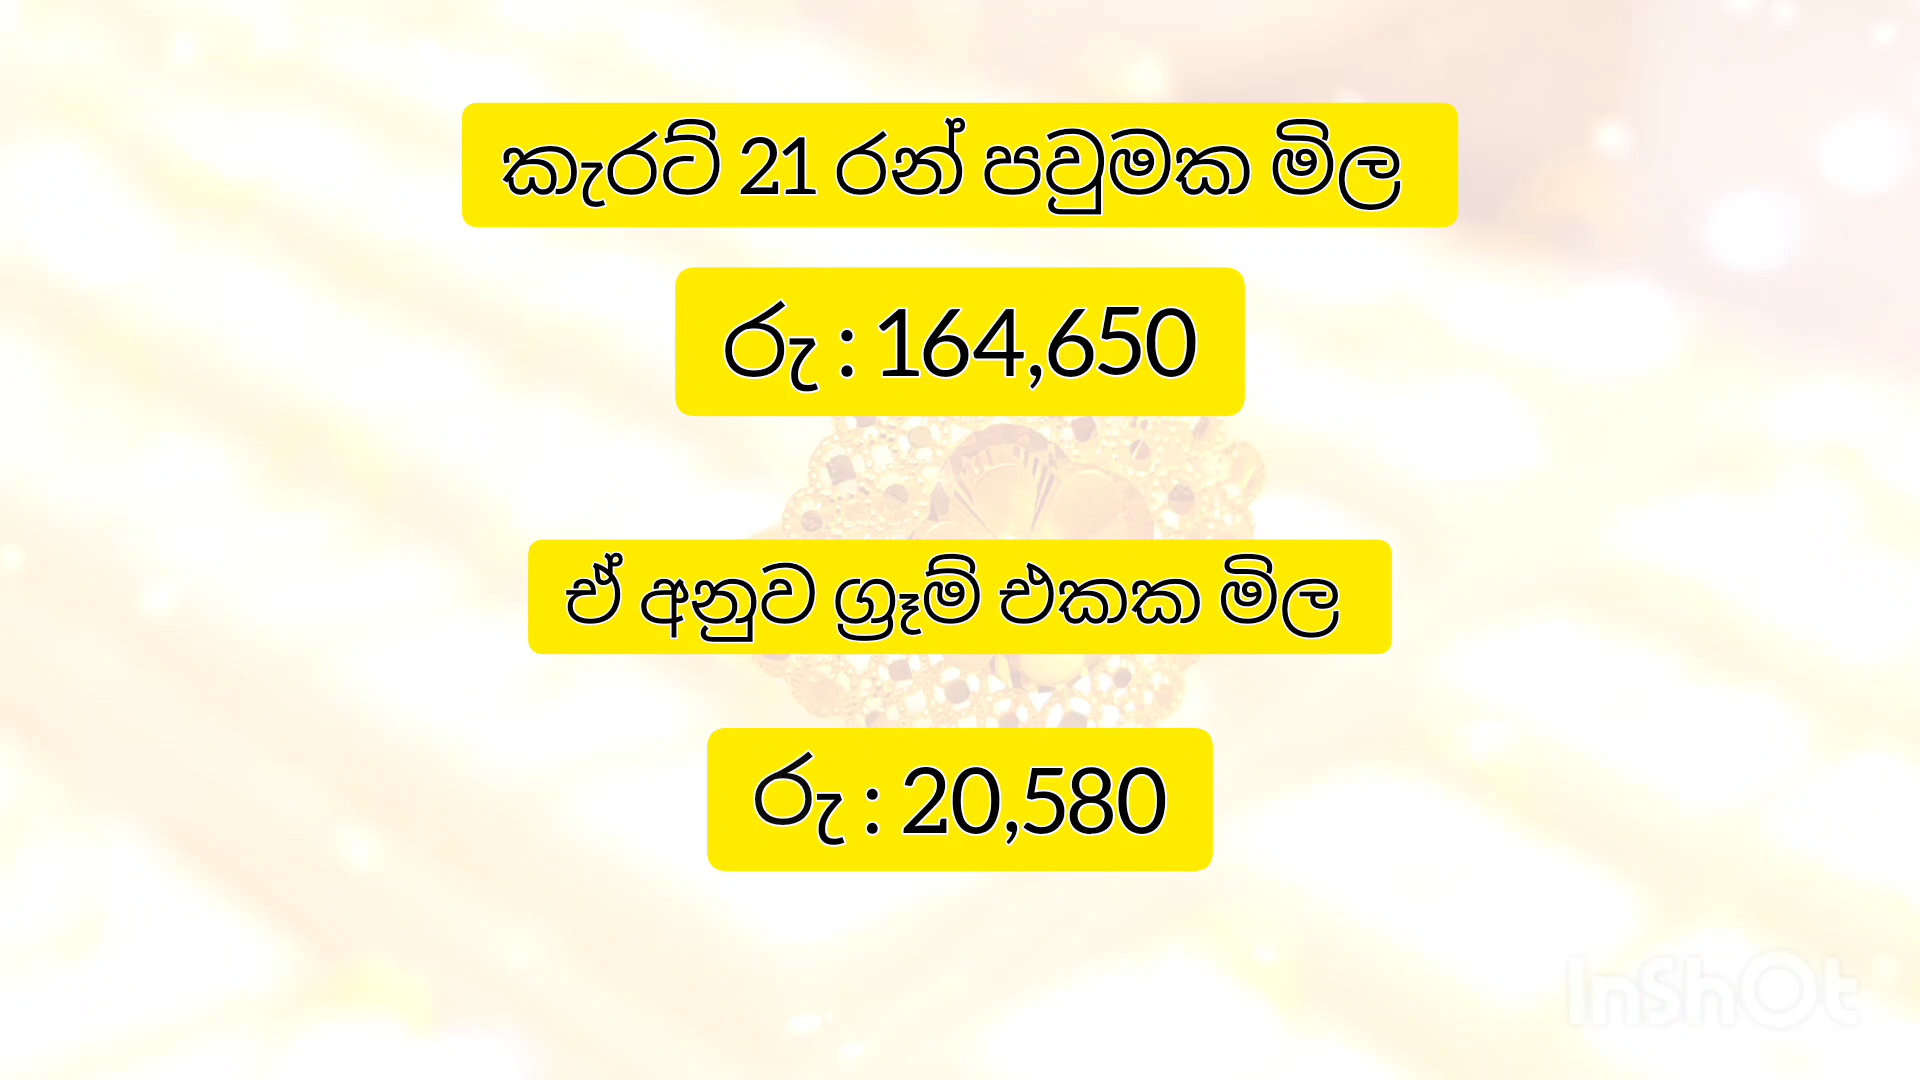 කැරට් 21 රන් පවුමක මිල
රු : 164,650
ඒ අනුව ග්‍රෑම් එකක මිල
රු : 20,580
InShOt